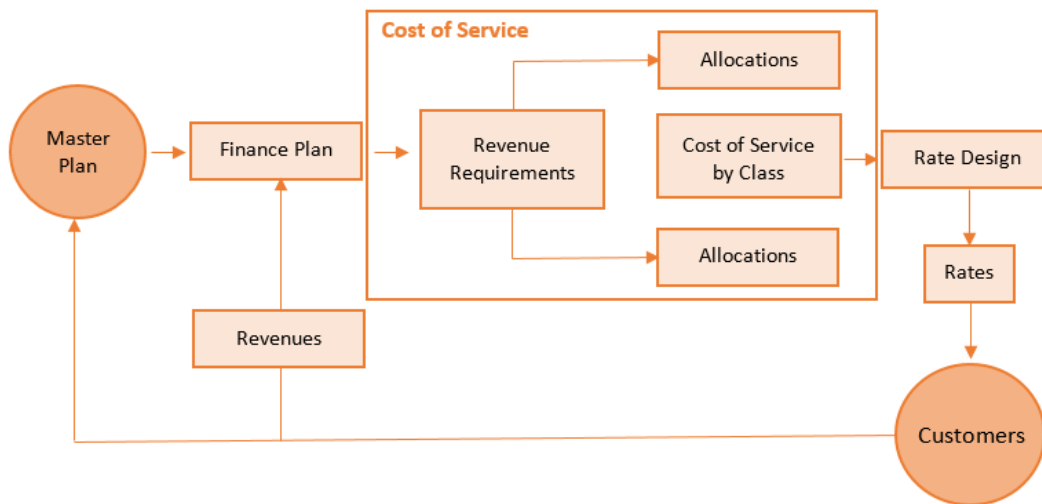 Cost of Service
Allocations
Master
Plan
Finance Plan
Revenue
Requirements
Cost of Service
by Class
Rate Design
Allocations
Rates
Revenues
Customers